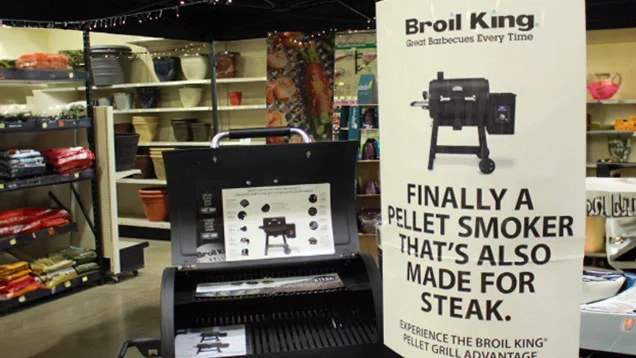 Broil King
Great Barbecues Every Time
FINALLY A
PELLET SMOKER
THAT'S ALSO
MADE FOR
STEAK.
EXPERIENCE THE BROIL KING®
PELLET GRILL ADVANTAGE
STEAK